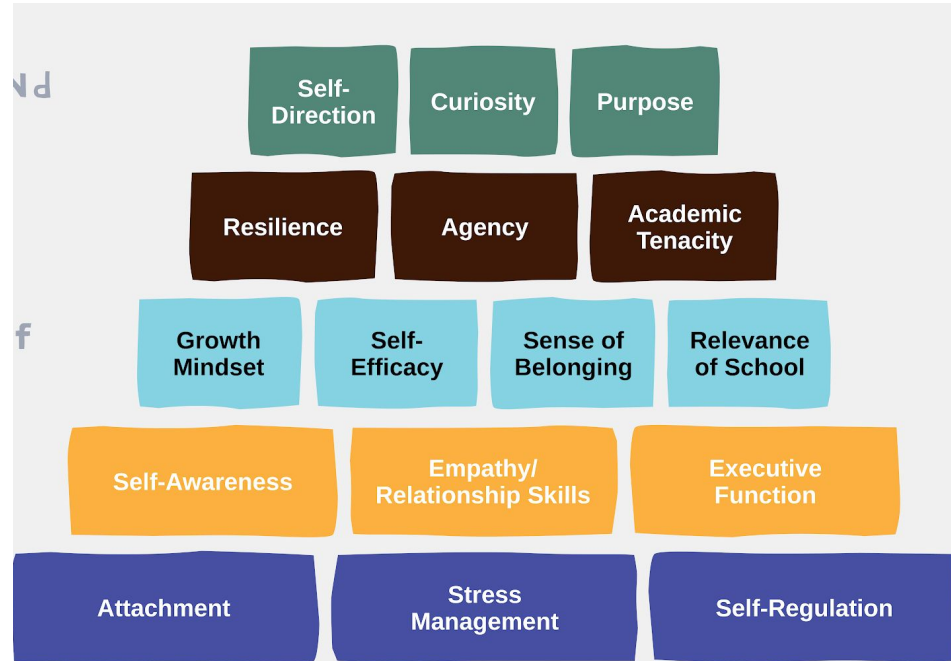 Self-
Direction
Curiosity
Purpose
Resilience
Agency
Academic
Tenacity
Growth
Mindset
Self-
Efficacy
Sense of
Belonging
Relevance
of School
Self-Awareness
Empathy/
Relationship Skills
Executive
Function
Attachment
Stress
Management
Self-Regulation